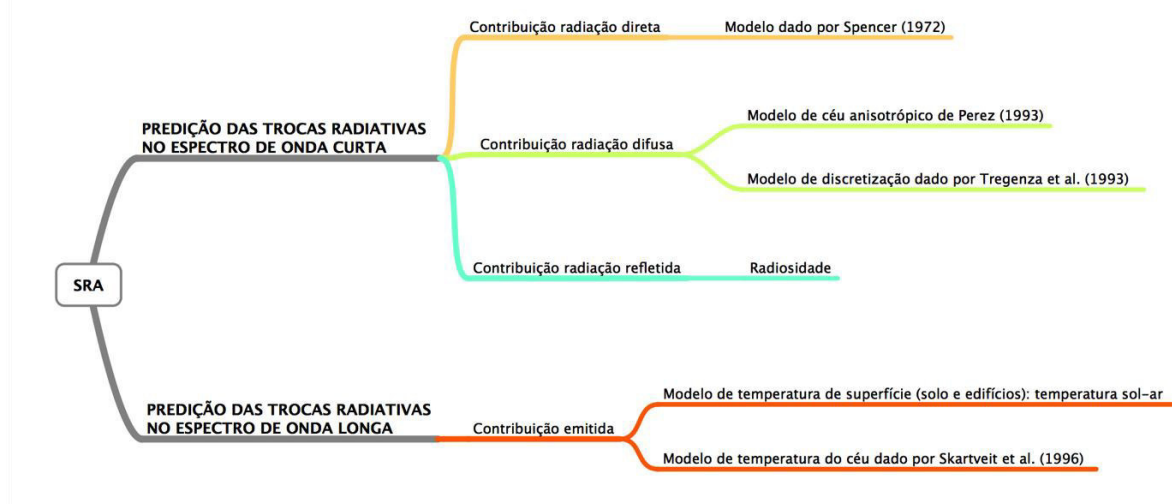 SRA
PREDIÇÃO DAS TROCAS RADIATIVAS
NO ESPECTRO DE ONDA CURTA
Contribuição radiação direta
Modelo dado por Spencer (1972)
Contribuição radiação difusa
Modelo de céu anisotrópico de Perez (1993)
Modelo de discretização dado por Tregenza et al. (1993)
Contribuição radiação refletida
Radiosidade
PREDIÇÃO DAS TROCAS RADIATIVAS
NO ESPECTRO DE ONDA LONGA
Contribuição emitida
Modelo de temperatura de superfície (solo e edifícios): temperatura sol-ar
Modelo de temperatura do céu dado por Skartveit et al. (1996)